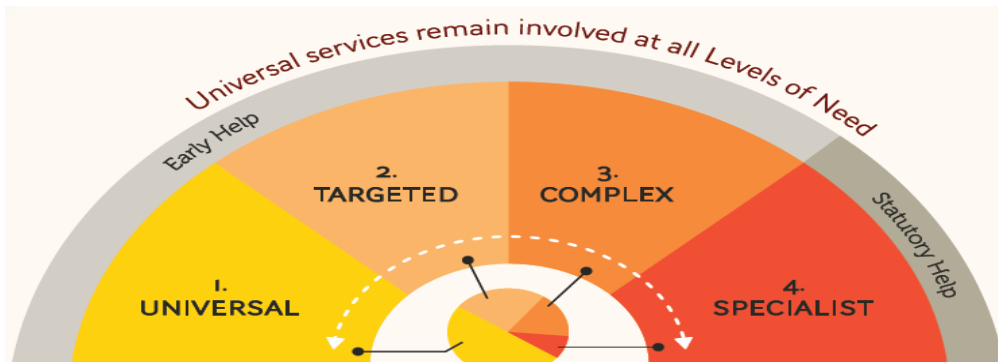 Universal services remain involved at all Levels of Need
Early Help
2.
TARGETED
3.
COMPLEX
Statutory Help
1.
UNIVERSAL
4.
SPECIALIST